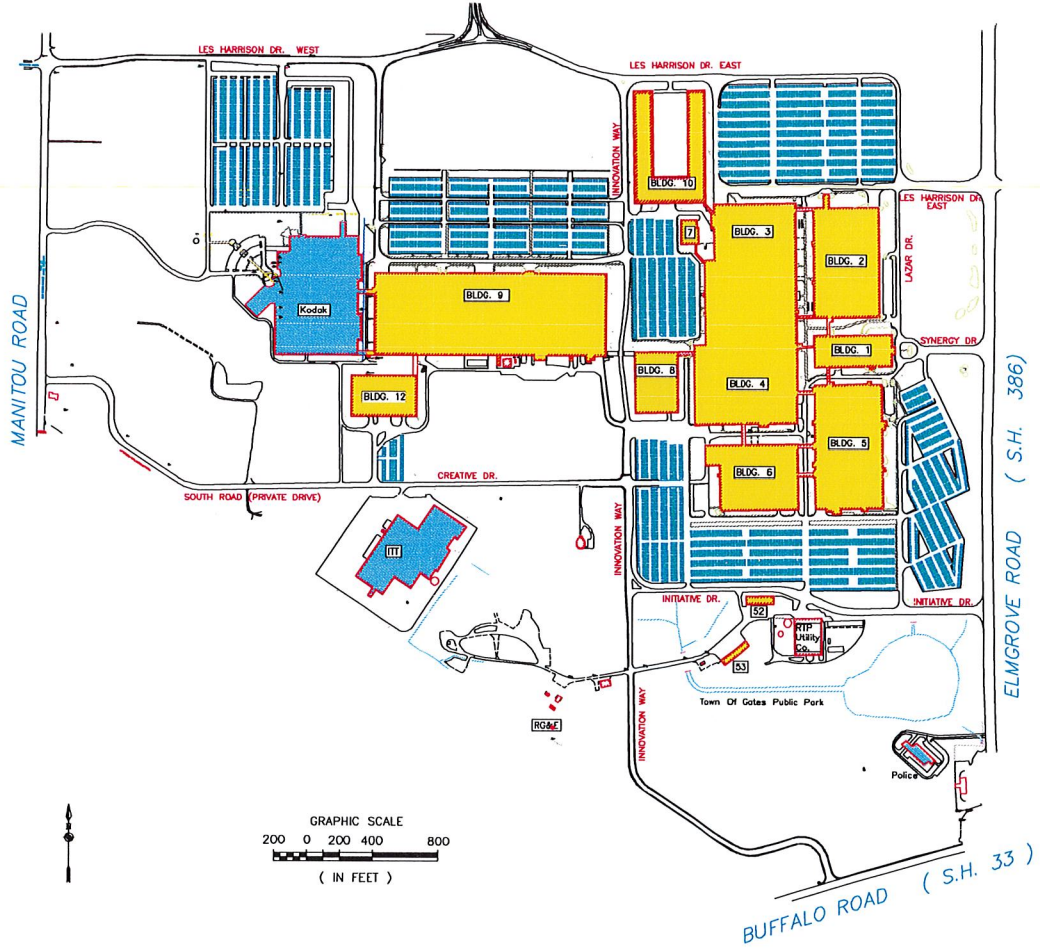 LES HARRISON DR. WEST
LES HARRISON DR. EAST
INNOVATION WAY
BLDG. 10
LES HARRISON DR.
EAST
7
BLDG. 3
BLDG. 2
LAZAR DR.
MANITOU ROAD
Kodak
BLDG. 9
BLDG. 1
SYNERGY DR.
BLDG. 8
BLDG. 4
BLDG. 12
ELMGROVE ROAD ( S.H. 386)
BLDG. 5
BLDG. 6
CREATIVE DR.
SOUTH ROAD (PRIVATE DRIVE)
INNOVATION WAY
ITT
INITIATIVE DR.
INITIATIVE DR.
52
RTP
Utility
Co.
53
Town Of Gates Public Park
RG&E
INNOVATION WAY
Police
GRAPHIC SCALE
200 0 200 400 800
( IN FEET )
BUFFALO ROAD ( S.H. 33 )